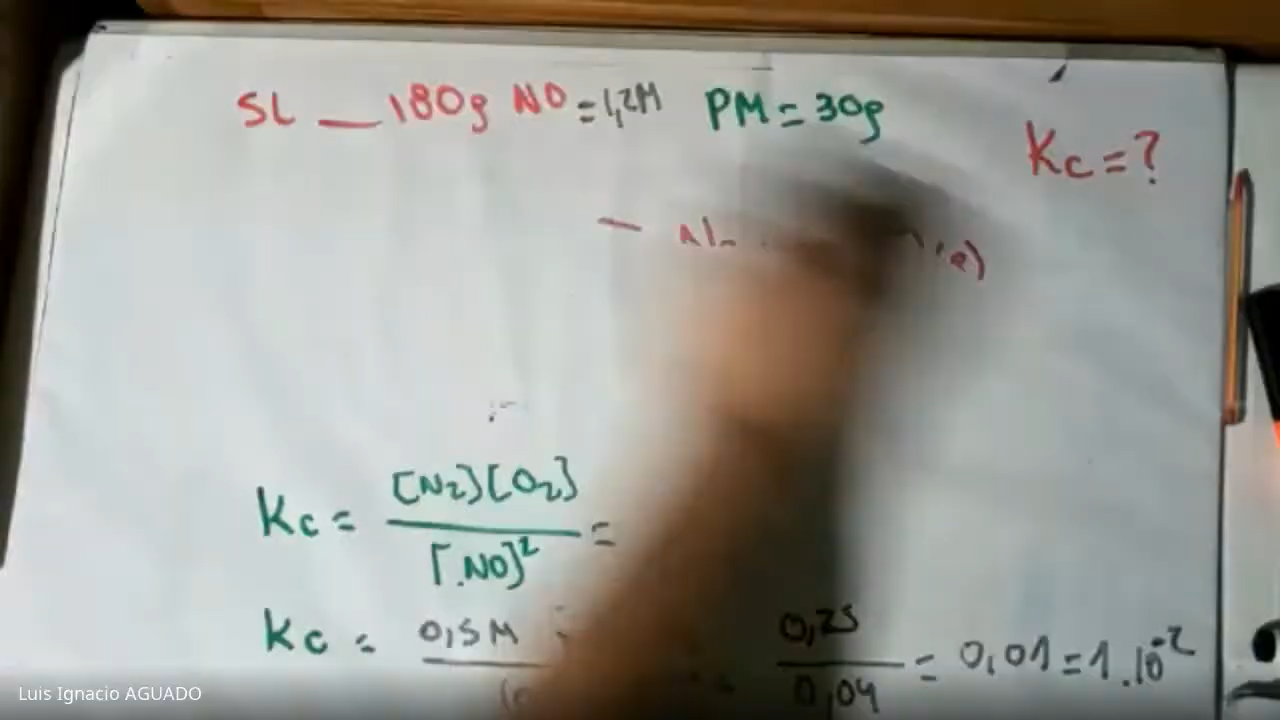 5L _ 180g NO = 1,2M PM = 30g
Kc = ?
Kc = [N2][O2] / [NO]² =
Kc = 0,5M
0,25 / 0,04 = 0,01 = 1.10⁻²
Luis Ignacio AGUADO